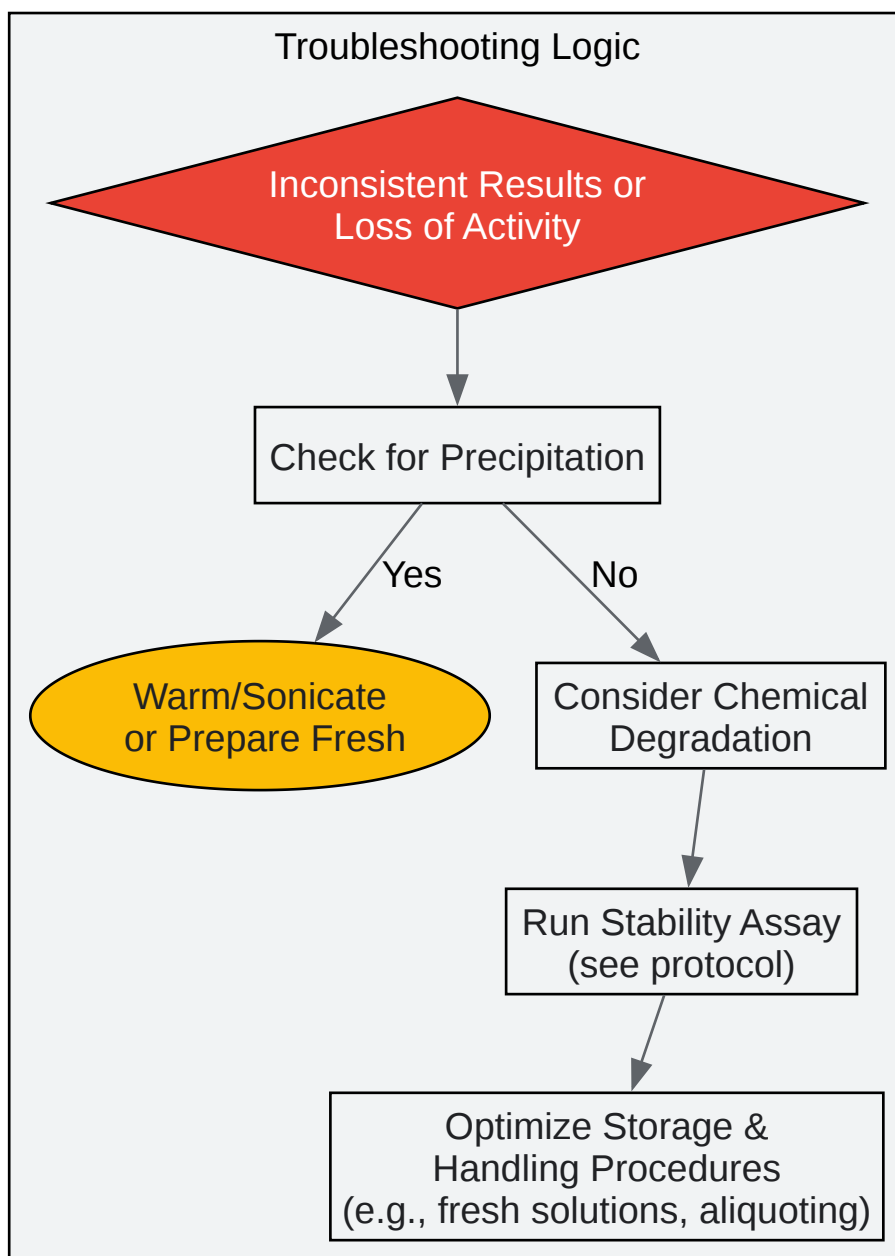 Troubleshooting Logic
Inconsistent Results or
Loss of Activity
Check for Precipitation
Yes
No
Warm/Sonicate
or Prepare Fresh
Consider Chemical
Degradation
Run Stability Assay
(see protocol)
Optimize Storage &
Handling Procedures
(e.g., fresh solutions, aliquoting)